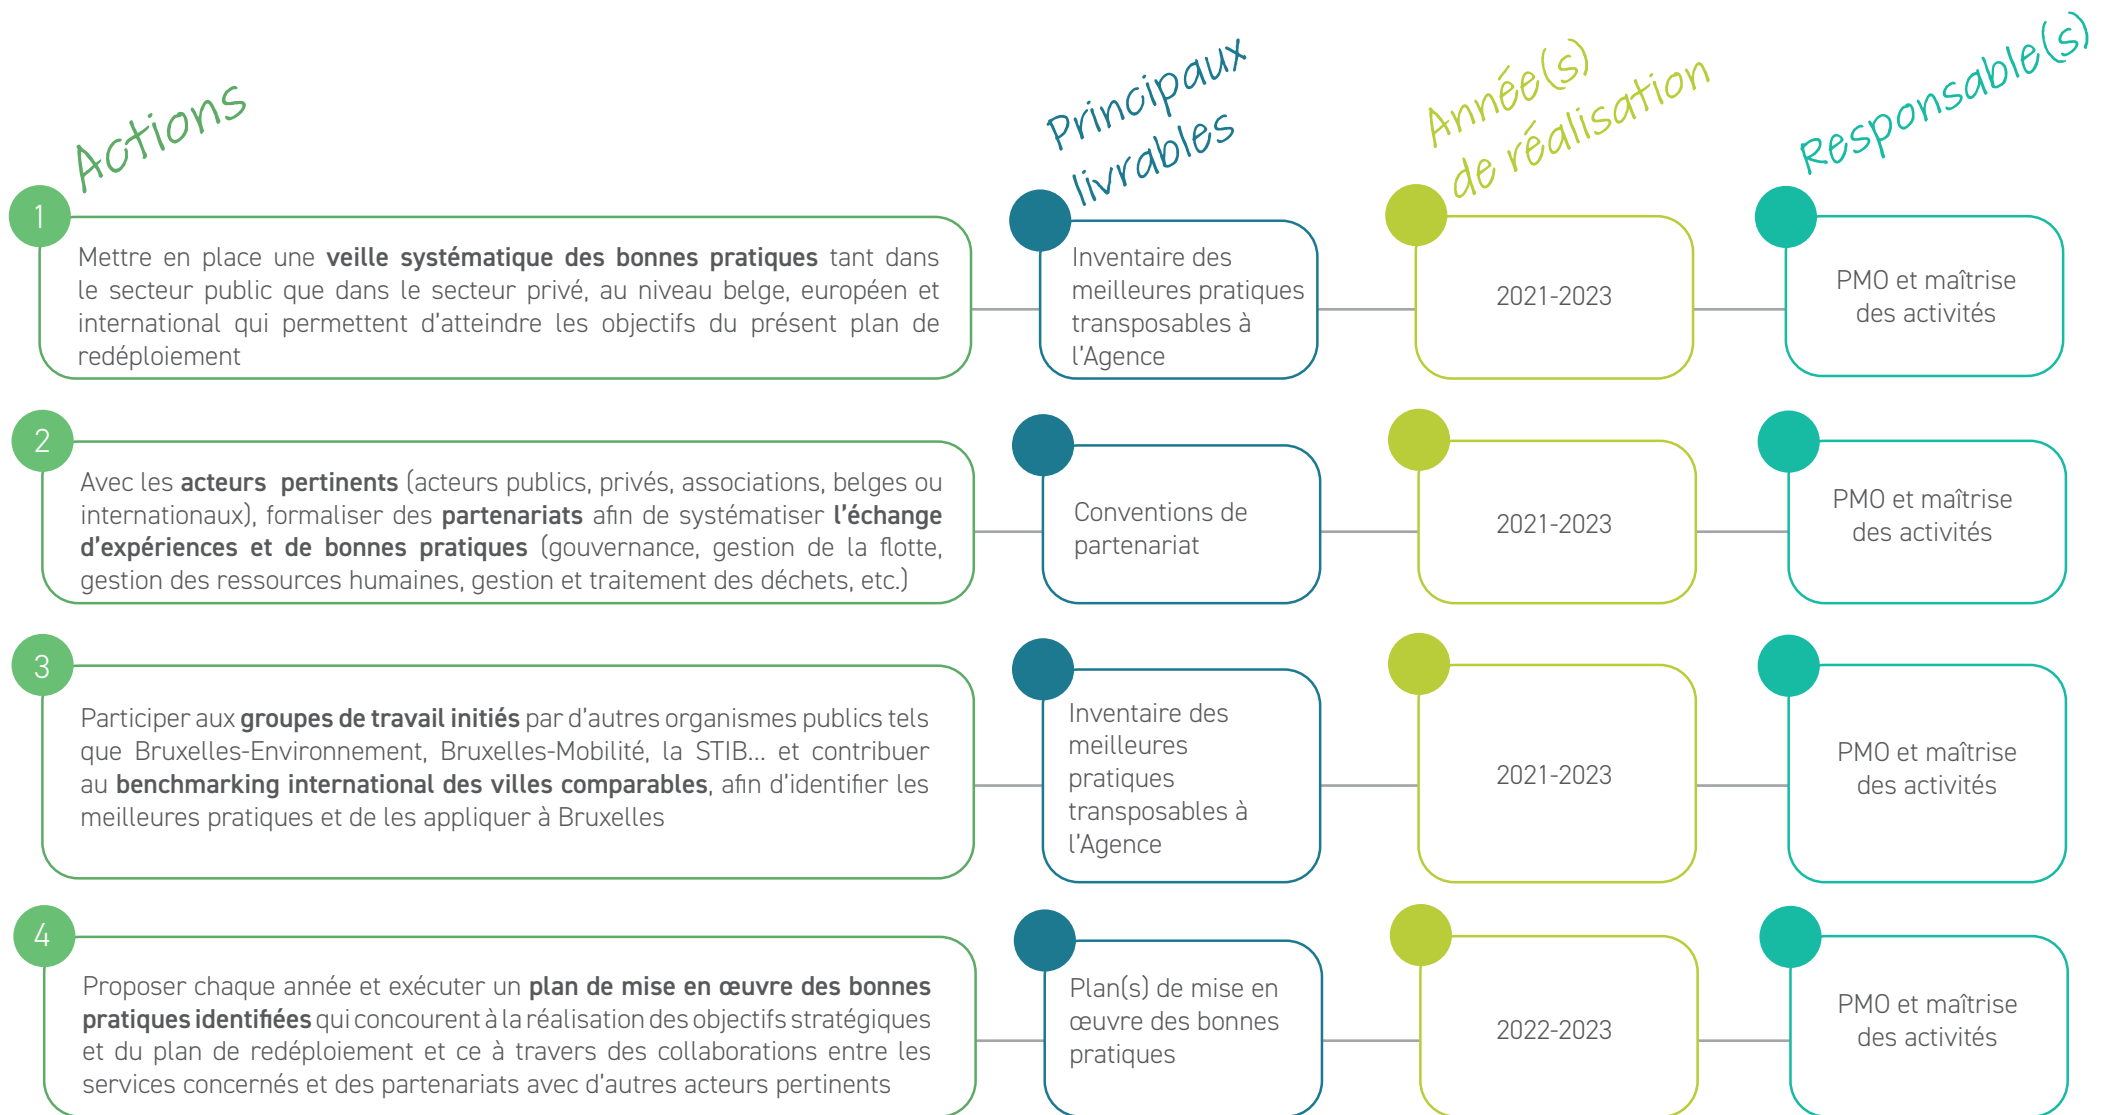 Actions
Principaux
livrables
Année(s)
de réalisation
Responsable(s)
1
Mettre en place une veille systématique des bonnes pratiques tant dans
le secteur public que dans le secteur privé, au niveau belge, européen et
international qui permettent d'atteindre les objectifs du présent plan de
redéploiement
Inventaire des
meilleures pratiques
transposables à
l'Agence
2021-2023
PMO et maîtrise
des activités
2
Avec les acteurs pertinents (acteurs publics, privés, associations, belges ou
internationaux), formaliser des partenariats afin de systématiser l'échange
d'expériences et de bonnes pratiques (gouvernance, gestion de la flotte,
gestion des ressources humaines, gestion et traitement des déchets, etc.)
Conventions de
partenariat
2021-2023
PMO et maîtrise
des activités
3
Participer aux groupes de travail initiés par d'autres organismes publics tels
que Bruxelles-Environnement, Bruxelles-Mobilité, la STIB... et contribuer
au benchmarking international des villes comparables, afin d'identifier les
meilleures pratiques et de les appliquer à Bruxelles
Inventaire des
meilleures
pratiques
transposables à
l'Agence
2021-2023
PMO et maîtrise
des activités
4
Proposer chaque année et exécuter un plan de mise en œuvre des bonnes
pratiques identifiées qui concourent à la réalisation des objectifs stratégiques
et du plan de redéploiement et ce à travers des collaborations entre les
services concernés et des partenariats avec d'autres acteurs pertinents
Plan(s) de mise en
œuvre des bonnes
pratiques
2022-2023
PMO et maîtrise
des activités